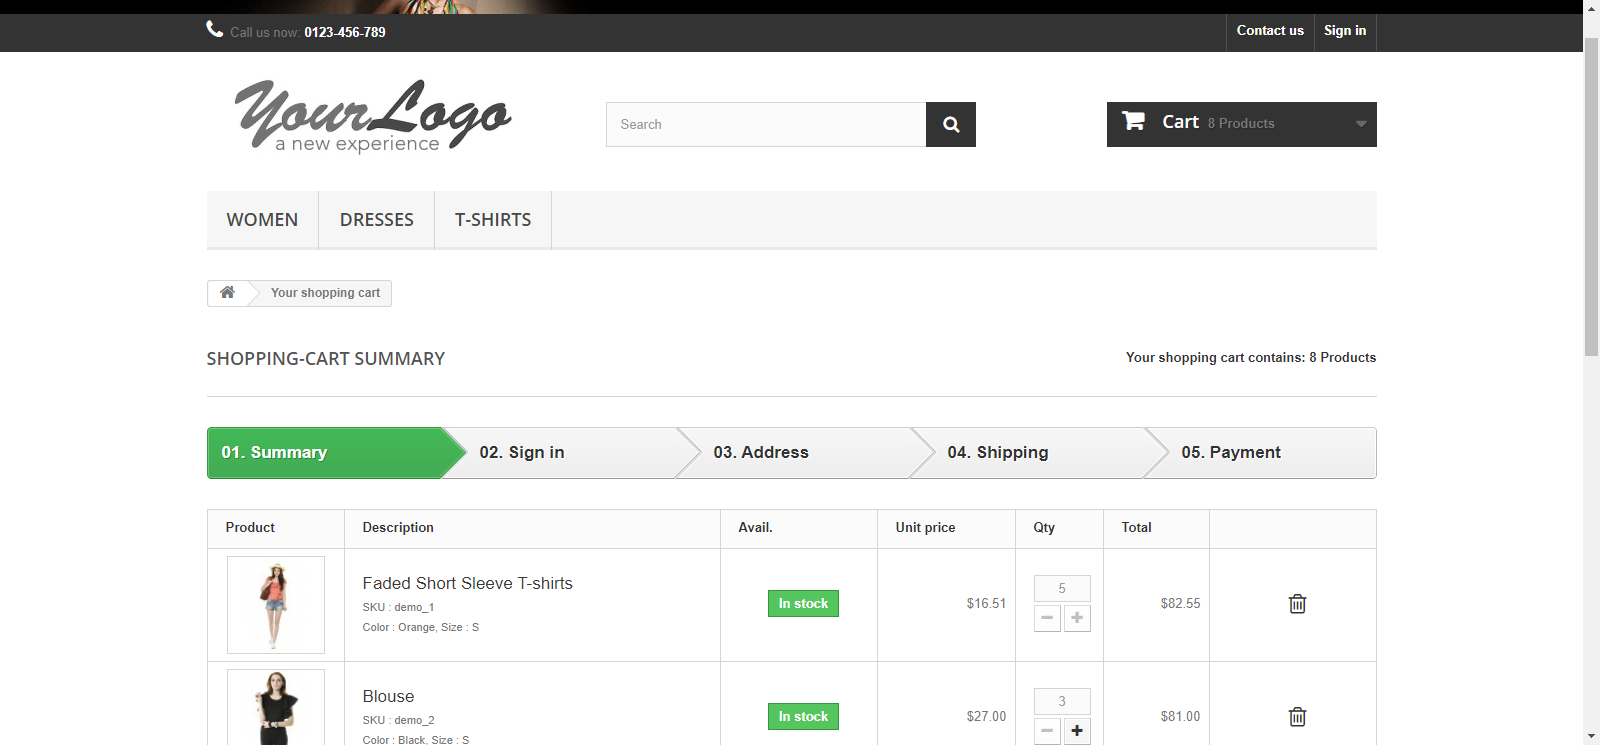 Call us now: 0123-456-789
Contact us
Sign in
YourLogo
a new experience
Search
Cart 8 Products
WOMEN
DRESSES
T-SHIRTS
Your shopping cart
SHOPPING-CART SUMMARY
Your shopping cart contains: 8 Products
01. Summary
02. Sign in
03. Address
04. Shipping
05. Payment
Product
Description
Avail.
Unit price
Qty
Total
Faded Short Sleeve T-shirts
SKU : demo_1
Color : Orange, Size : S
In stock
$16.51
5
$82.55
Blouse
SKU : demo_2
Color : Black, Size : S
In stock
$27.00
3
$81.00